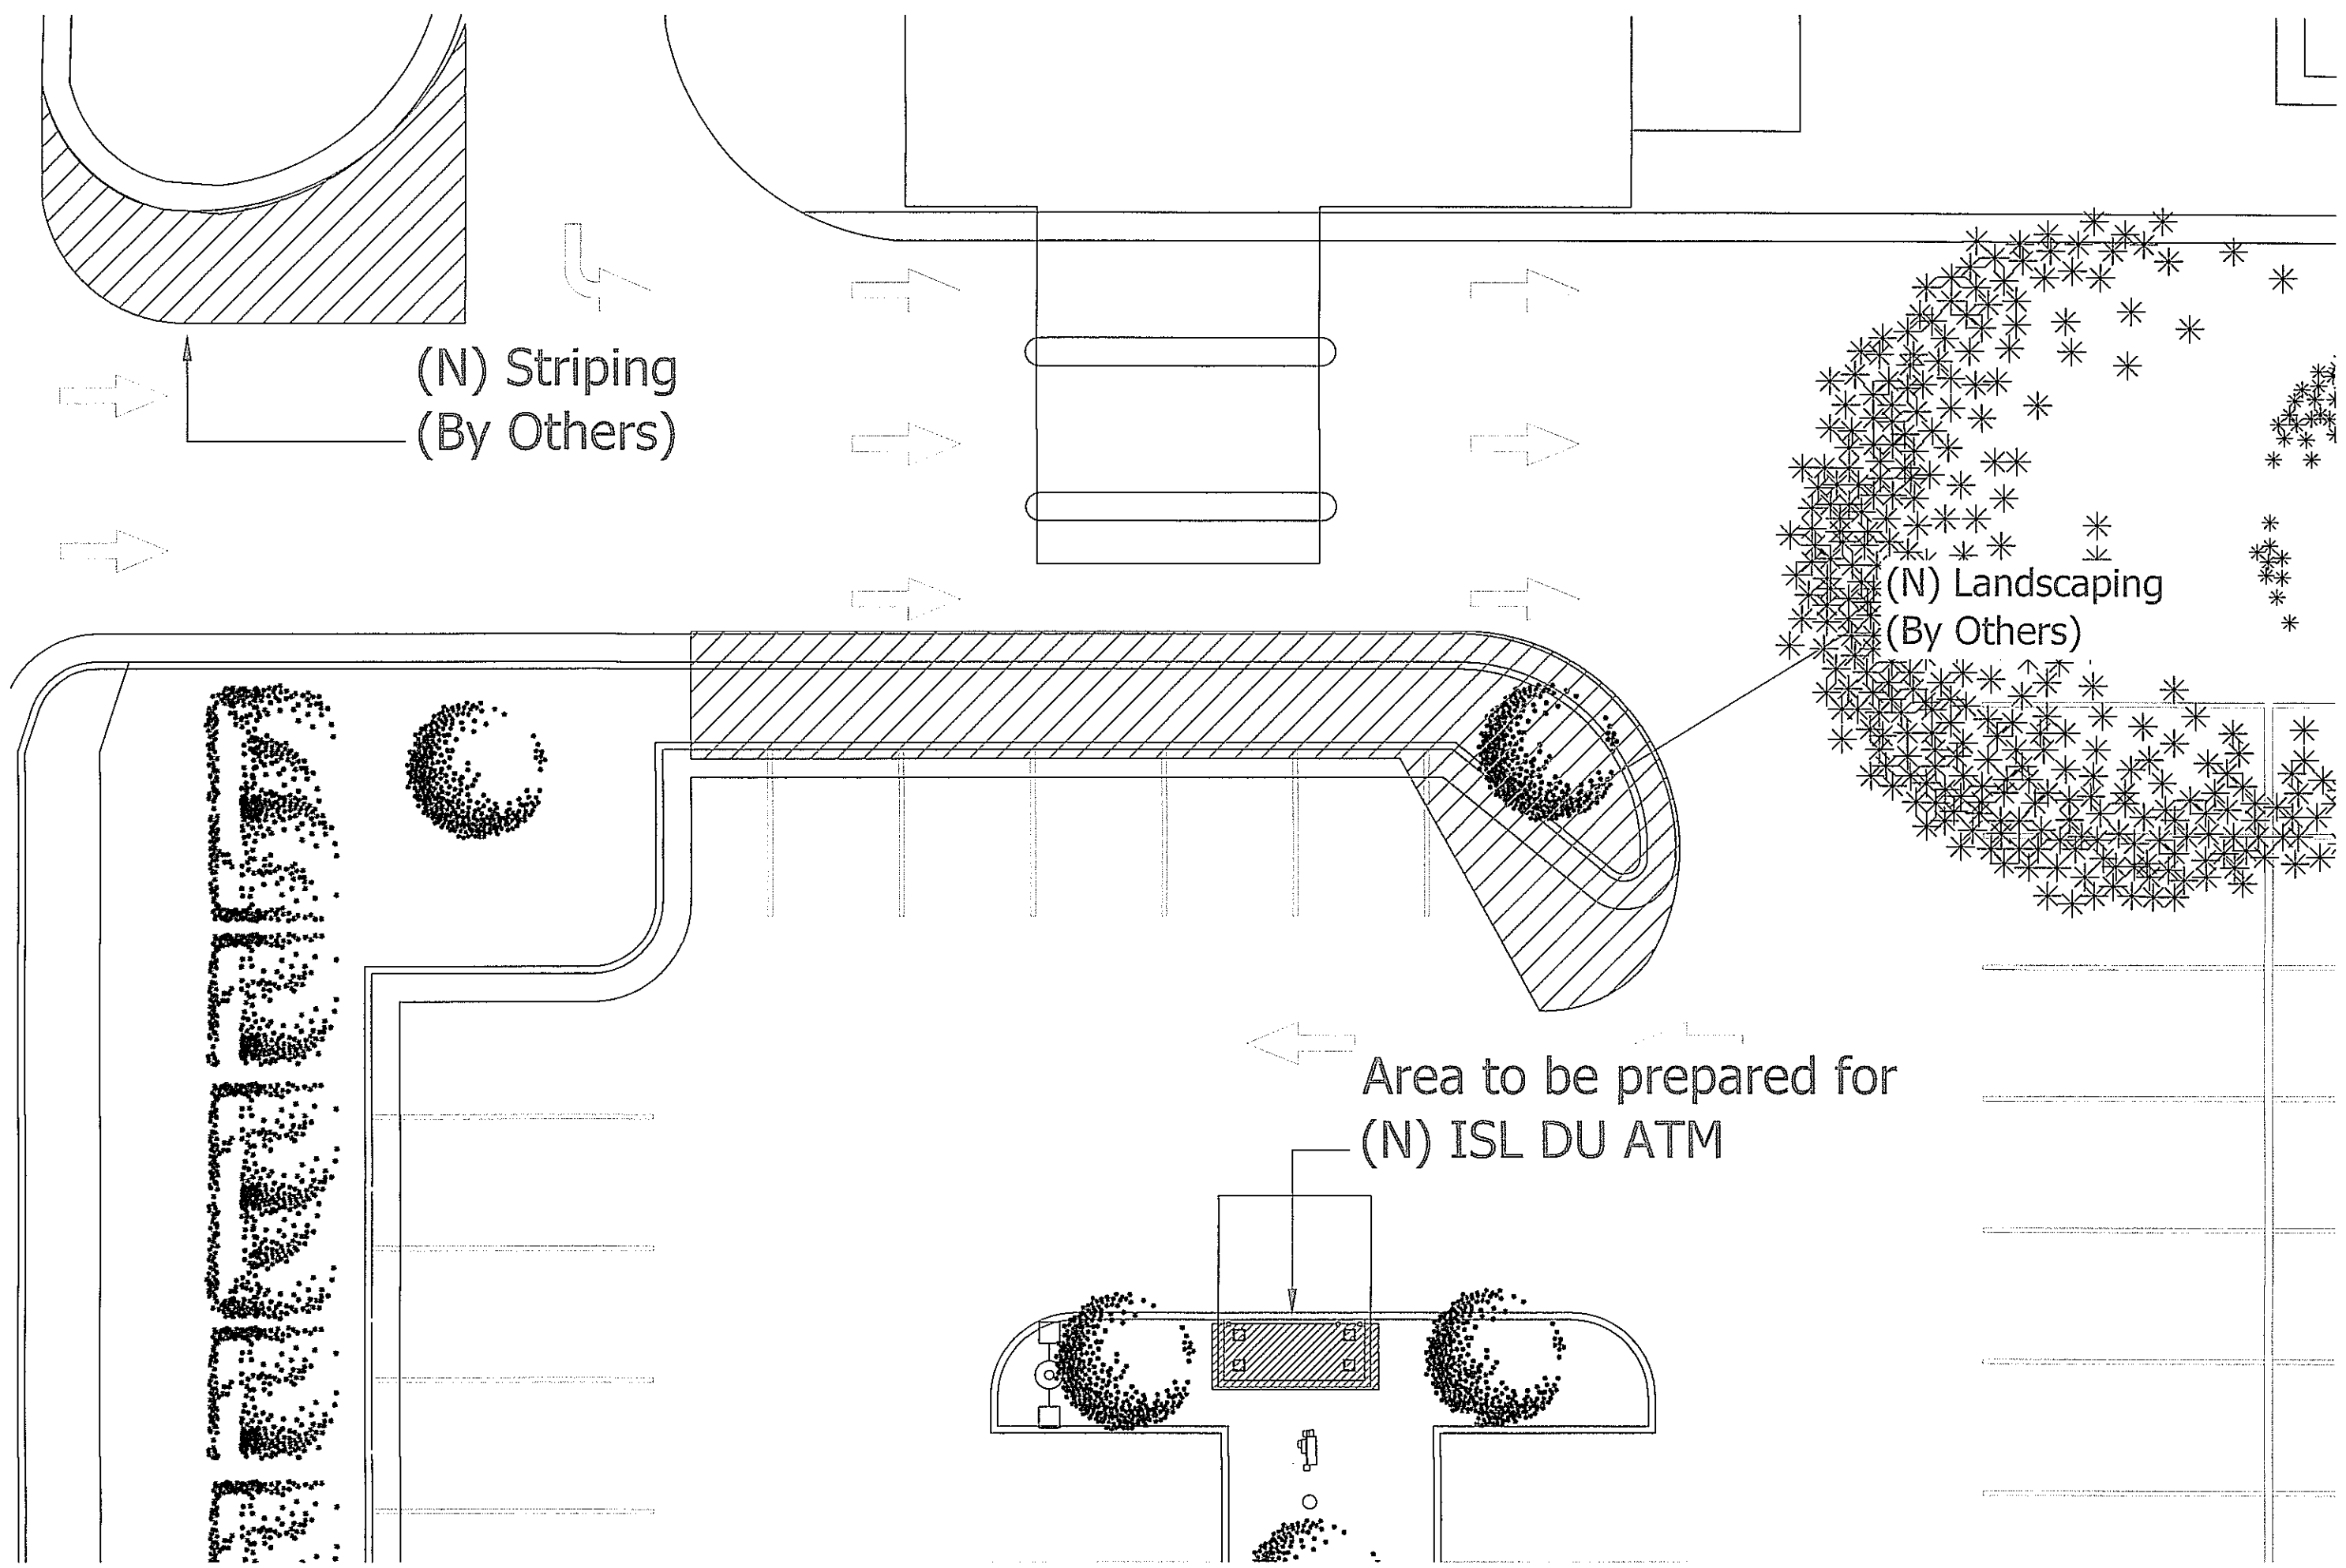 (N) Striping
(By Others)
(N) Landscaping
(By Others)
Area to be prepared for
(N) ISL DU ATM